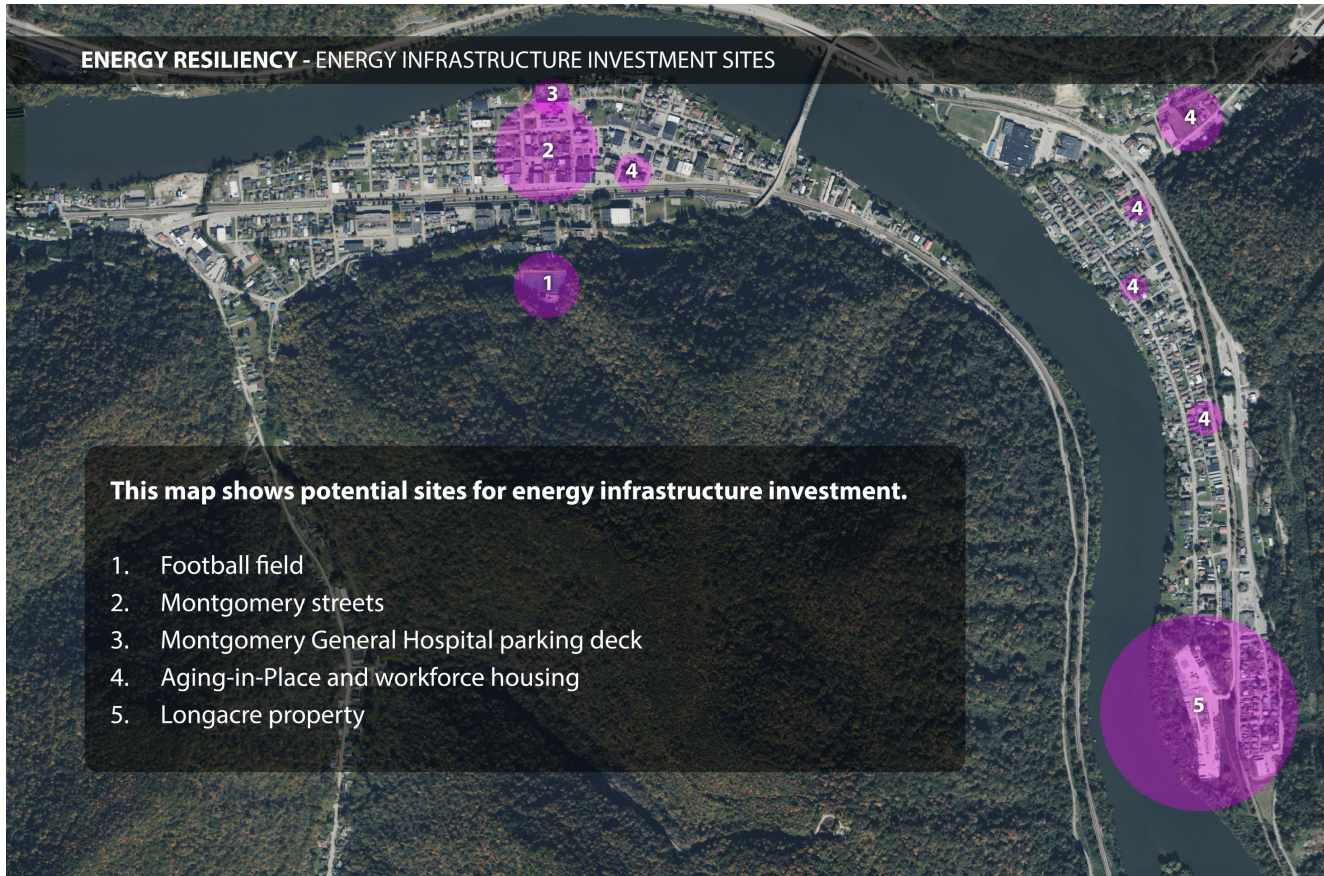 ENERGY RESILIENCY - ENERGY INFRASTRUCTURE INVESTMENT SITES
3
2
4
4
4
1
4
4
This map shows potential sites for energy infrastructure investment.
1. Football field
2. Montgomery streets
3. Montgomery General Hospital parking deck
4. Aging-in-Place and workforce housing
5. Longacre property
5